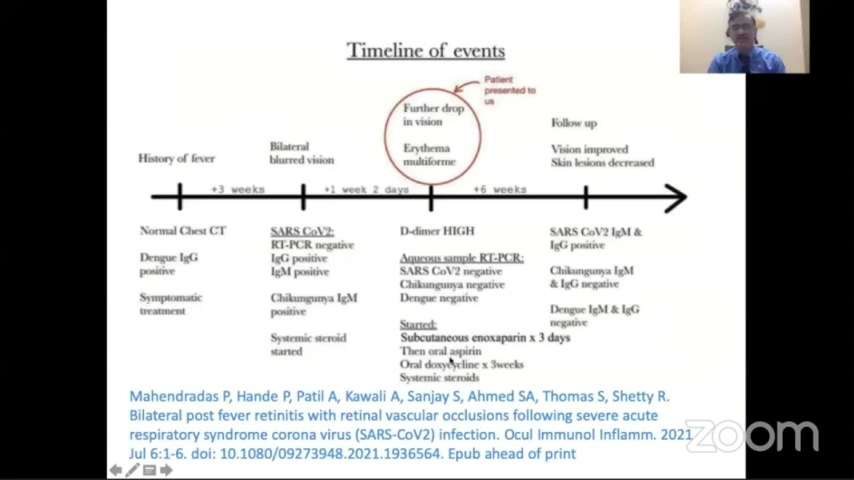 Timeline of events
Patient
presented to
us
Further drop
in vision
Erythema
multiforme
Follow up
Vision improved
Skin lesions decreased
Bilateral
blurred vision
History of fever
+3 weeks
+1 week 2 days
+6 weeks
Normal Chest CT
Dengue IgG
positive
Symptomatic
treatment
SARS CoV2:
RT-PCR negative
IgG positive
IgM positive
Chikungunya IgM
positive
Systemic steroid
started
D-dimer HIGH
Aqueous sample RT-PCR:
SARS CoV2 negative
Chikungunya negative
Dengue negative
Started:
Subcutaneous enoxaparin x 3 days
Then oral aspirin
Oral doxycycline x 3weeks
Systemic steroids
SARS CoV2 IgM &
IgG positive
Chikungunya IgM
& IgG negative
Dengue IgM & IgG
negative
Mahendradas P, Hande P, Patil A, Kawali A, Sanjay S, Ahmed SA, Thomas S, Shetty R.
Bilateral post fever retinitis with retinal vascular occlusions following severe acute
respiratory syndrome corona virus (SARS-CoV2) infection. Ocul Immunol Inflamm. 2021
Jul 6:1-6. doi: 10.1080/09273948.2021.1936564. Epub ahead of print
zoom